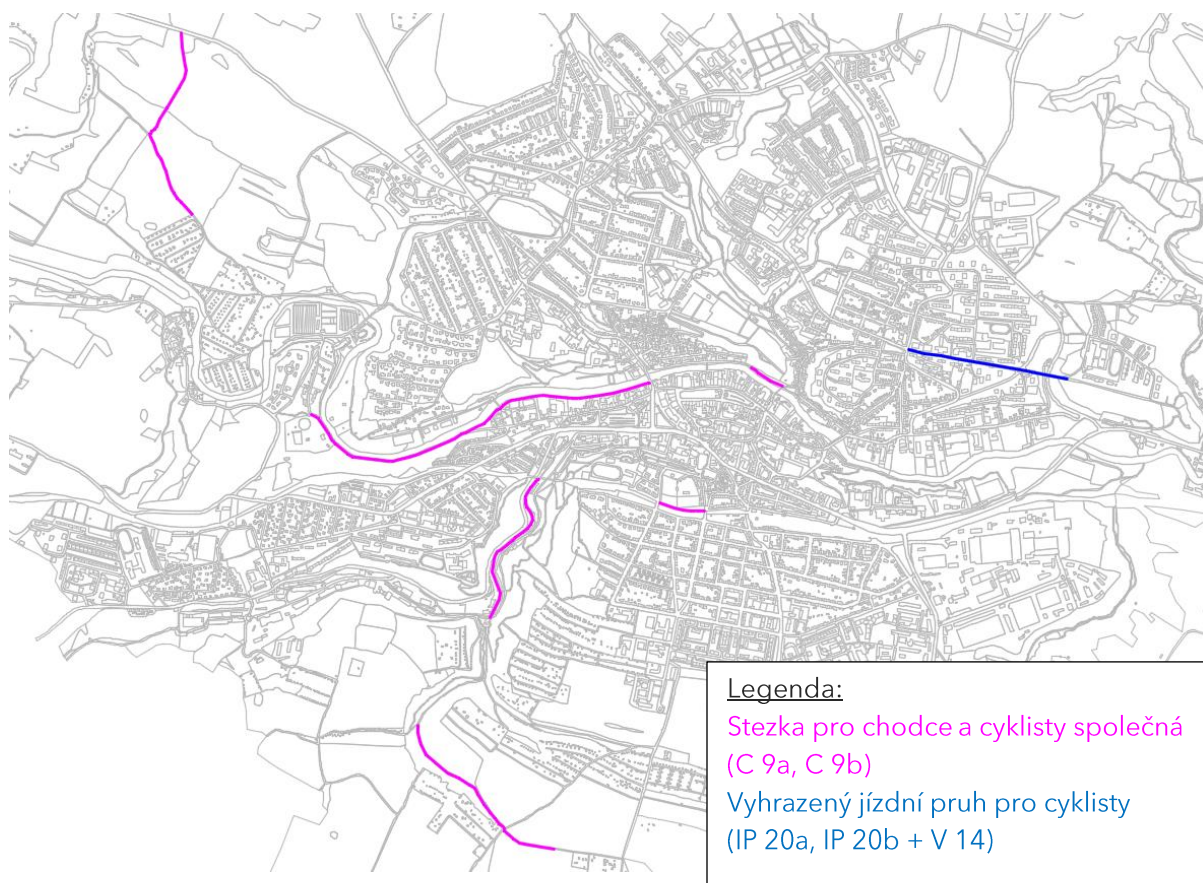 Legenda:
Stezka pro chodce a cyklisty společná
(C 9a, C 9b)
Vyhrazený jízdní pruh pro cyklisty
(IP 20a, IP 20b + V 14)